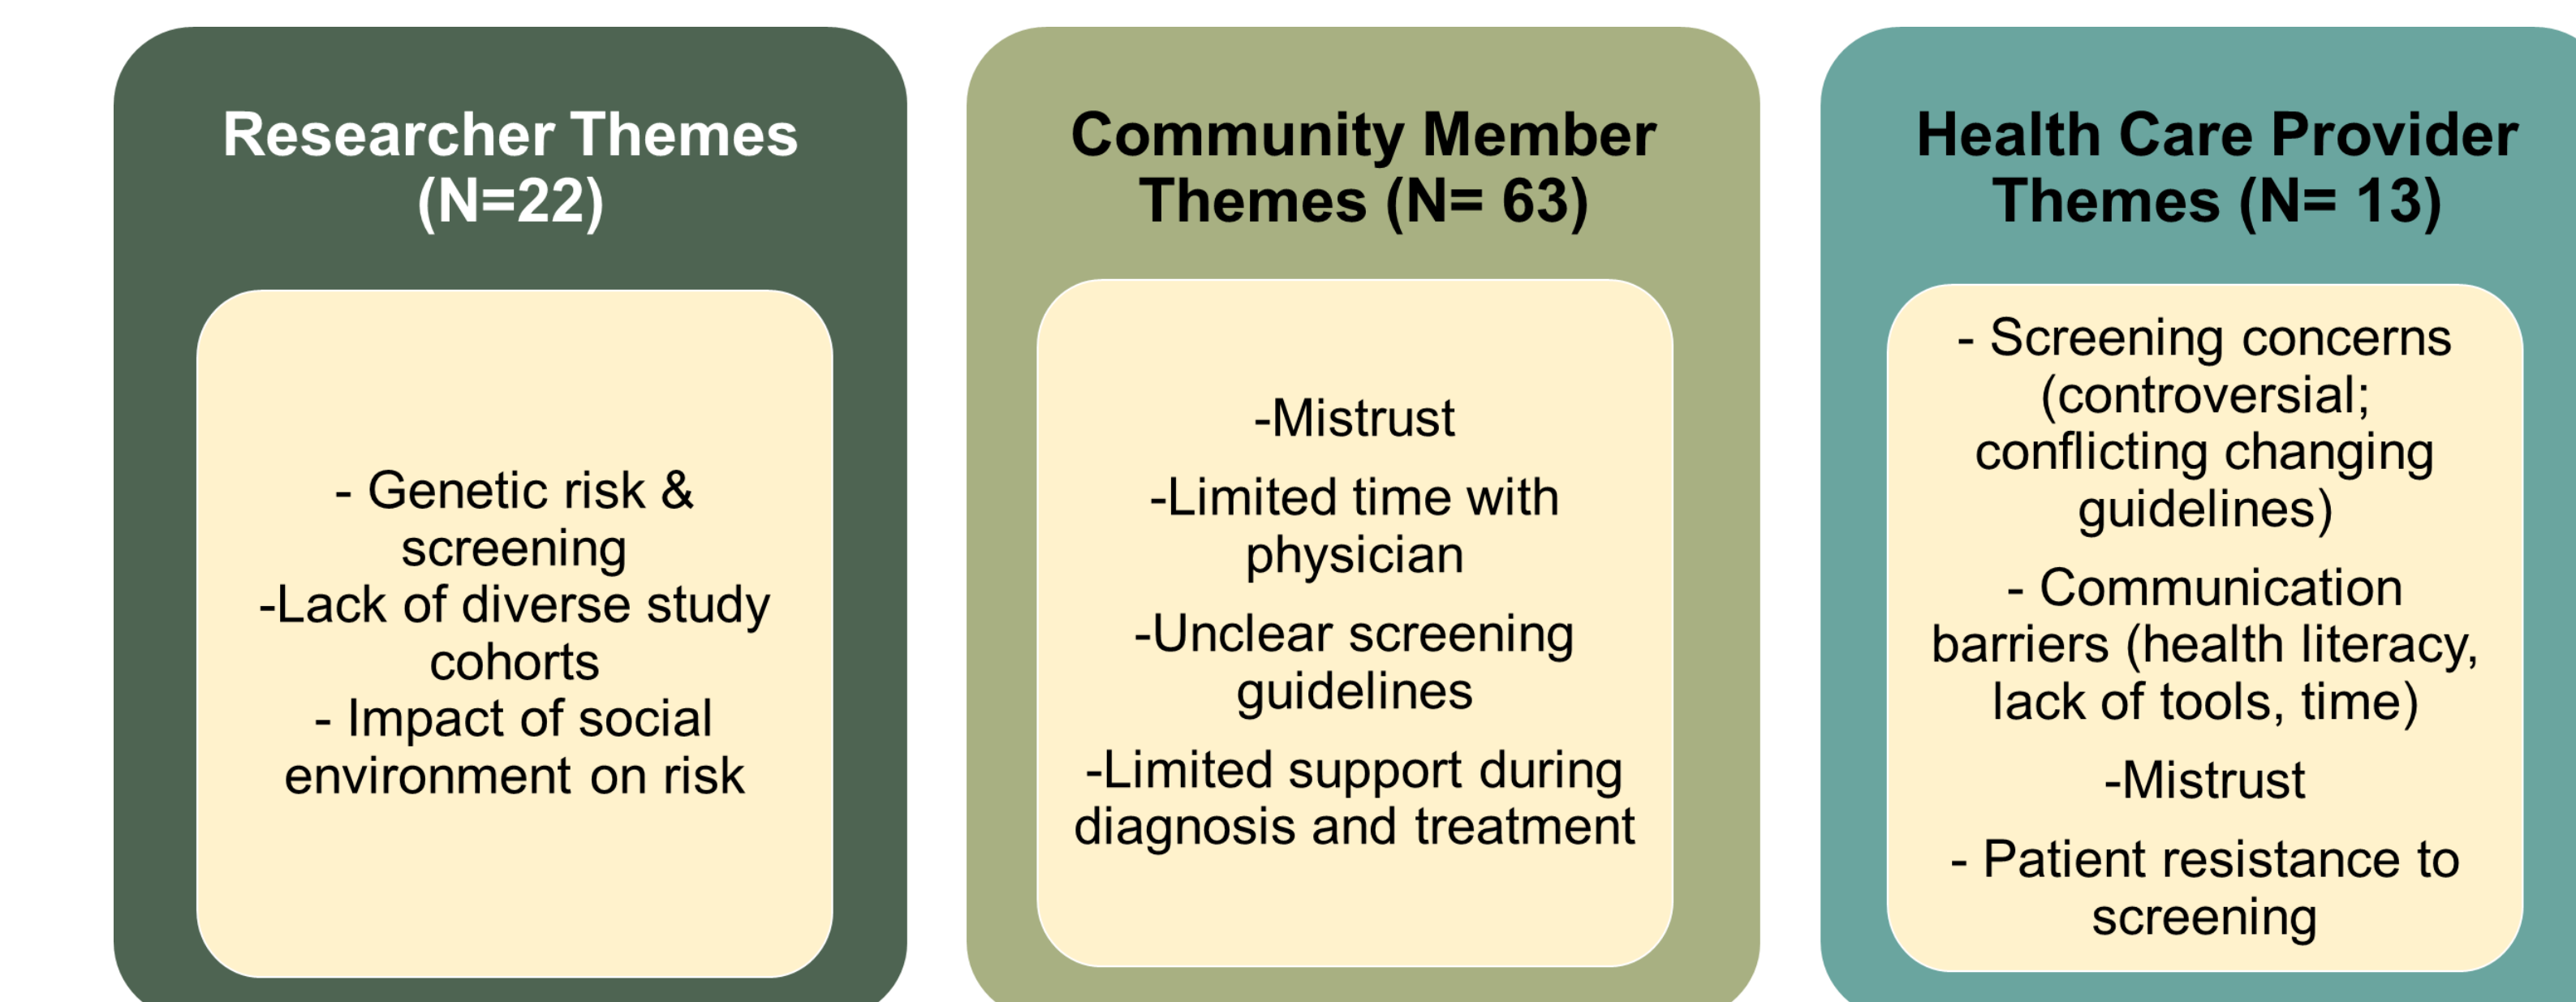 Researcher Themes
(N=22)
- Genetic risk &
screening
-Lack of diverse study
cohorts
- Impact of social
environment on risk
Community Member
Themes (N= 63)
-Mistrust
-Limited time with
physician
-Unclear screening
guidelines
-Limited support during
diagnosis and treatment
Health Care Provider
Themes (N= 13)
- Screening concerns
(controversial;
conflicting changing
guidelines)
- Communication
barriers (health literacy,
lack of tools, time)
-Mistrust
- Patient resistance to
screening